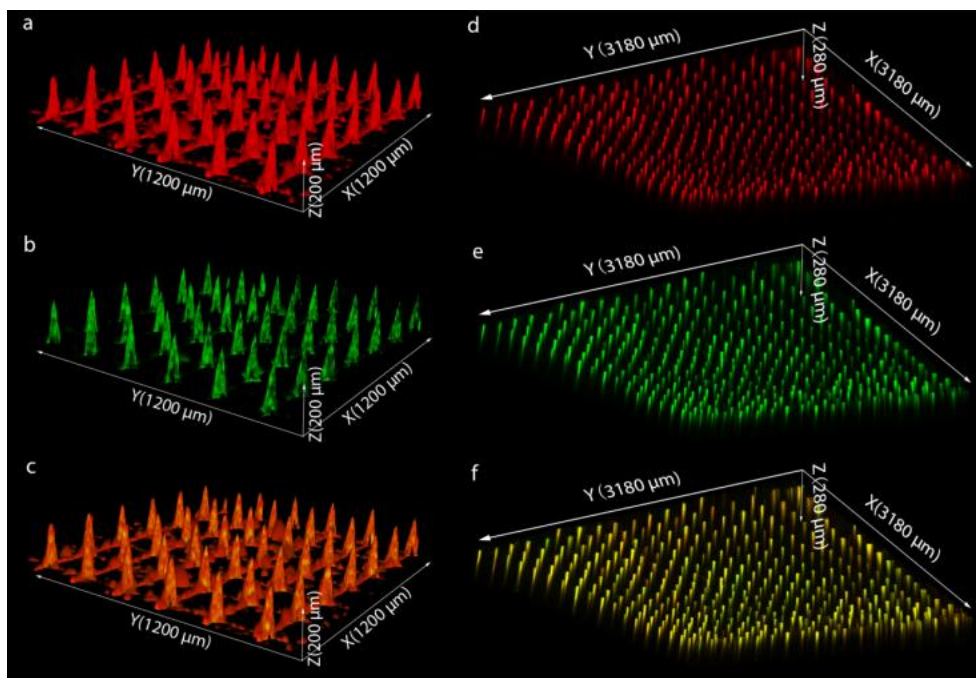 a
Y(1200 µm)
Z(200 µm)
X(1200 µm)
b
Y(1200 µm)
Z(200 µm)
X(1200 µm)
c
Y(1200 µm)
Z(200 µm)
X(1200 µm)
d
Y (3180 µm)
Z (280 µm)
X(3180 µm)
e
Y (3180 µm)
Z (280 µm)
X(3180 µm)
f
Y (3180 µm)
Z (280 µm)
X(3180 µm)